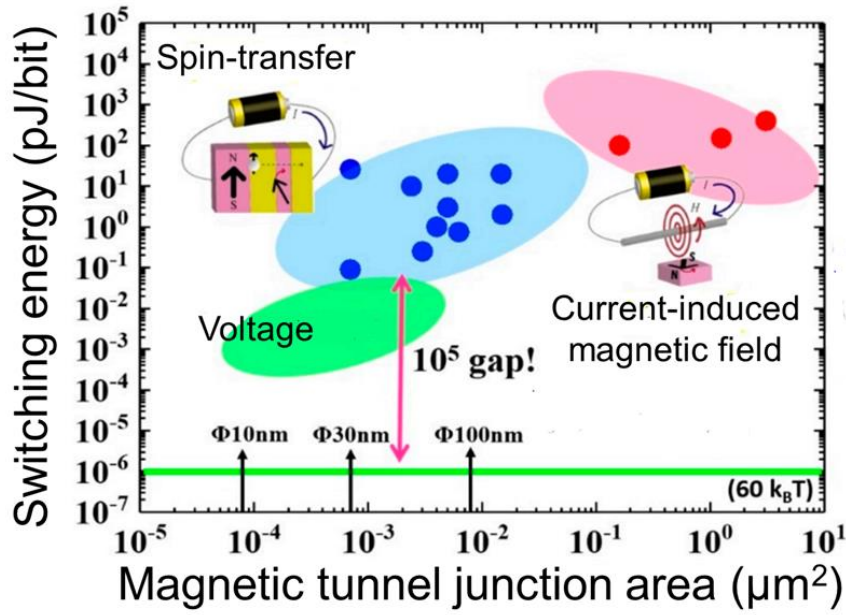 Switching energy (pJ/bit)
10⁵
10⁴
10³
10²
10¹
10⁰
10⁻¹
10⁻²
10⁻³
10⁻⁴
10⁻⁵
10⁻⁶
10⁻⁷
Spin-transfer
I
N
S
I
H
S
N
Current-induced
magnetic field
Voltage
10⁵ gap!
Φ10nm
Φ30nm
Φ100nm
(60 k_BT)
10⁻⁵
10⁻⁴
10⁻³
10⁻²
10⁻¹
10⁰
10¹
Magnetic tunnel junction area (μm²)